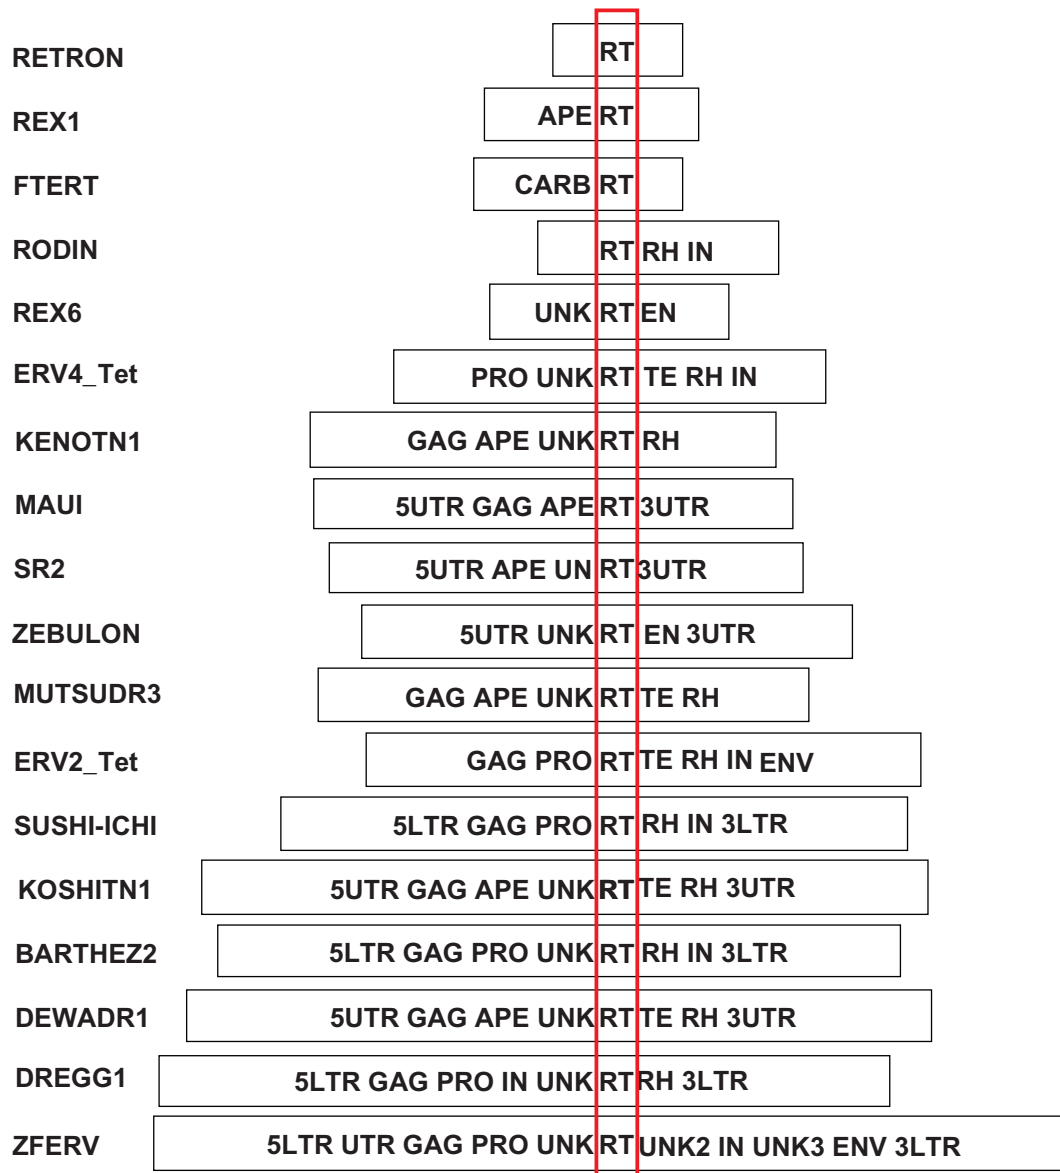 RETRON RT
REX1 APE RT
FTERT CARB RT
RODIN RT RH IN
REX6 UNK RT EN
ERV4_Tet PRO UNK RT TE RH IN
KENOTN1 GAG APE UNK RT RH
MAUI 5UTR GAG APE RT 3UTR
SR2 5UTR APE UN RT 3UTR
ZEBULON 5UTR UNK RT EN 3UTR
MUTSUDR3 GAG APE UNK RT TE RH
ERV2_Tet GAG PRO RT TE RH IN ENV
SUSHI-ICHI 5LTR GAG PRO RT RH IN 3LTR
KOSHITN1 5UTR GAG APE UNK RT TE RH 3UTR
BARTHEZ2 5LTR GAG PRO UNK RT RH IN 3LTR
DEWADR1 5UTR GAG APE UNK RT TE RH 3UTR
DREGG1 5LTR GAG PRO IN UNK RT RH 3LTR
ZFERV 5LTR UTR GAG PRO UNK RT UNK2 IN UNK3 ENV 3LTR